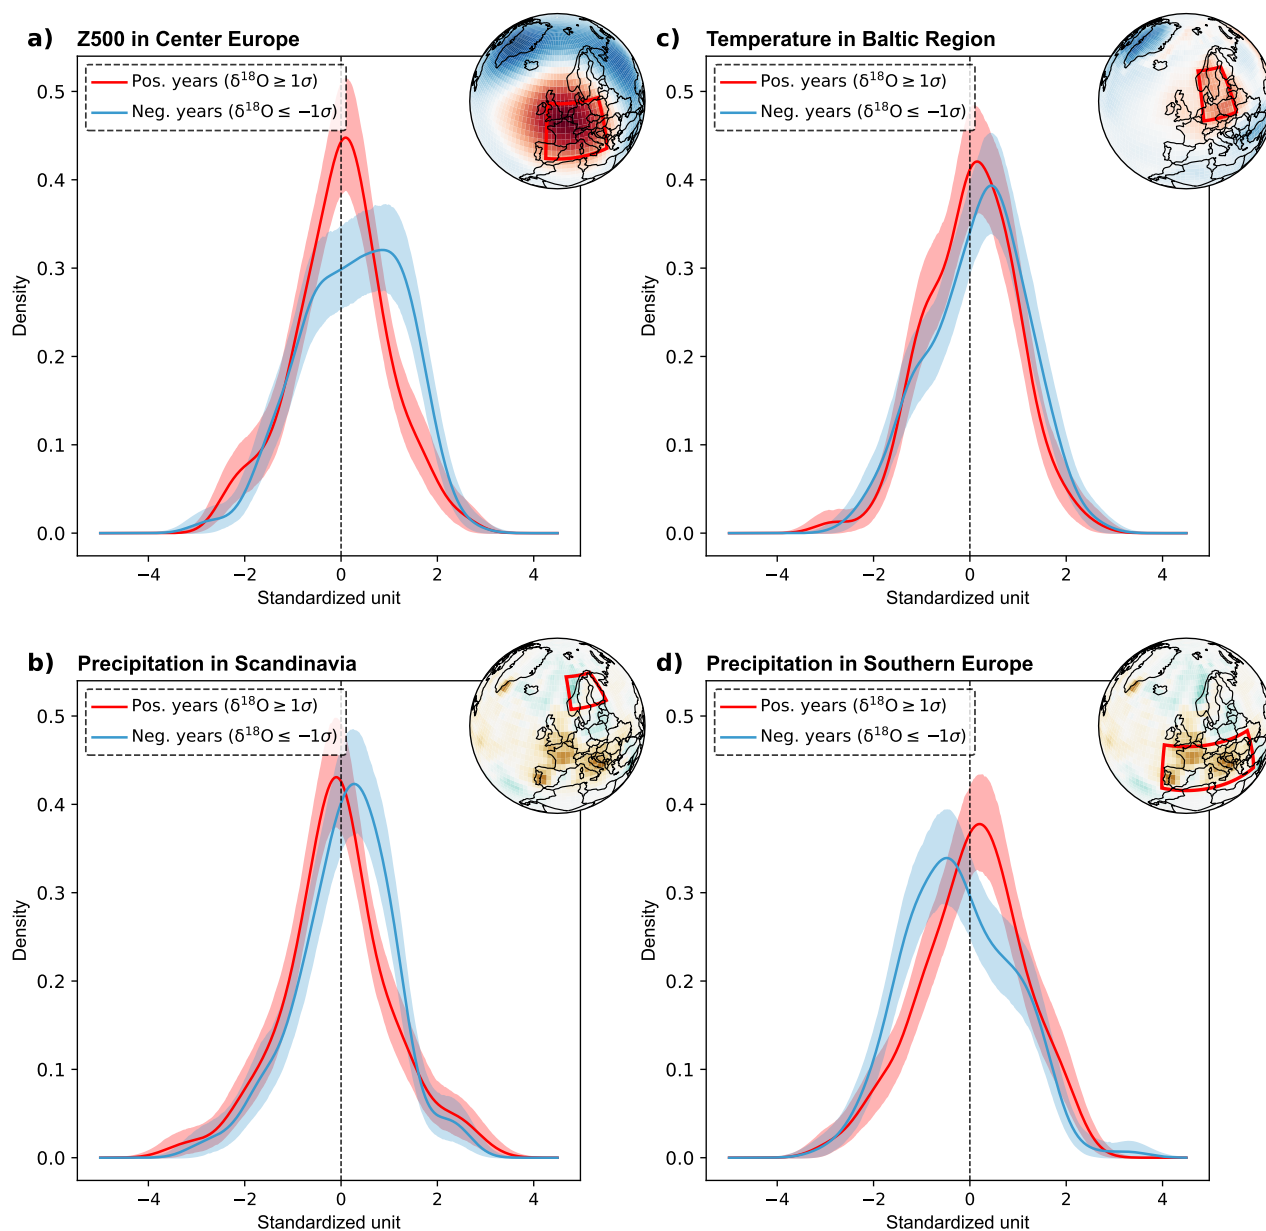 a) Z500 in Center Europe
Pos. years (δ¹⁸O ≥ 1σ)
Neg. years (δ¹⁸O ≤ −1σ)
0.5
0.4
0.3
0.2
0.1
0.0
Density
−4 −2 0 2 4
Standardized unit
c) Temperature in Baltic Region
Pos. years (δ¹⁸O ≥ 1σ)
Neg. years (δ¹⁸O ≤ −1σ)
0.5
0.4
0.3
0.2
0.1
0.0
Density
−4 −2 0 2 4
Standardized unit
b) Precipitation in Scandinavia
Pos. years (δ¹⁸O ≥ 1σ)
Neg. years (δ¹⁸O ≤ −1σ)
0.5
0.4
0.3
0.2
0.1
0.0
Density
−4 −2 0 2 4
Standardized unit
d) Precipitation in Southern Europe
Pos. years (δ¹⁸O ≥ 1σ)
Neg. years (δ¹⁸O ≤ −1σ)
0.5
0.4
0.3
0.2
0.1
0.0
Density
−4 −2 0 2 4
Standardized unit